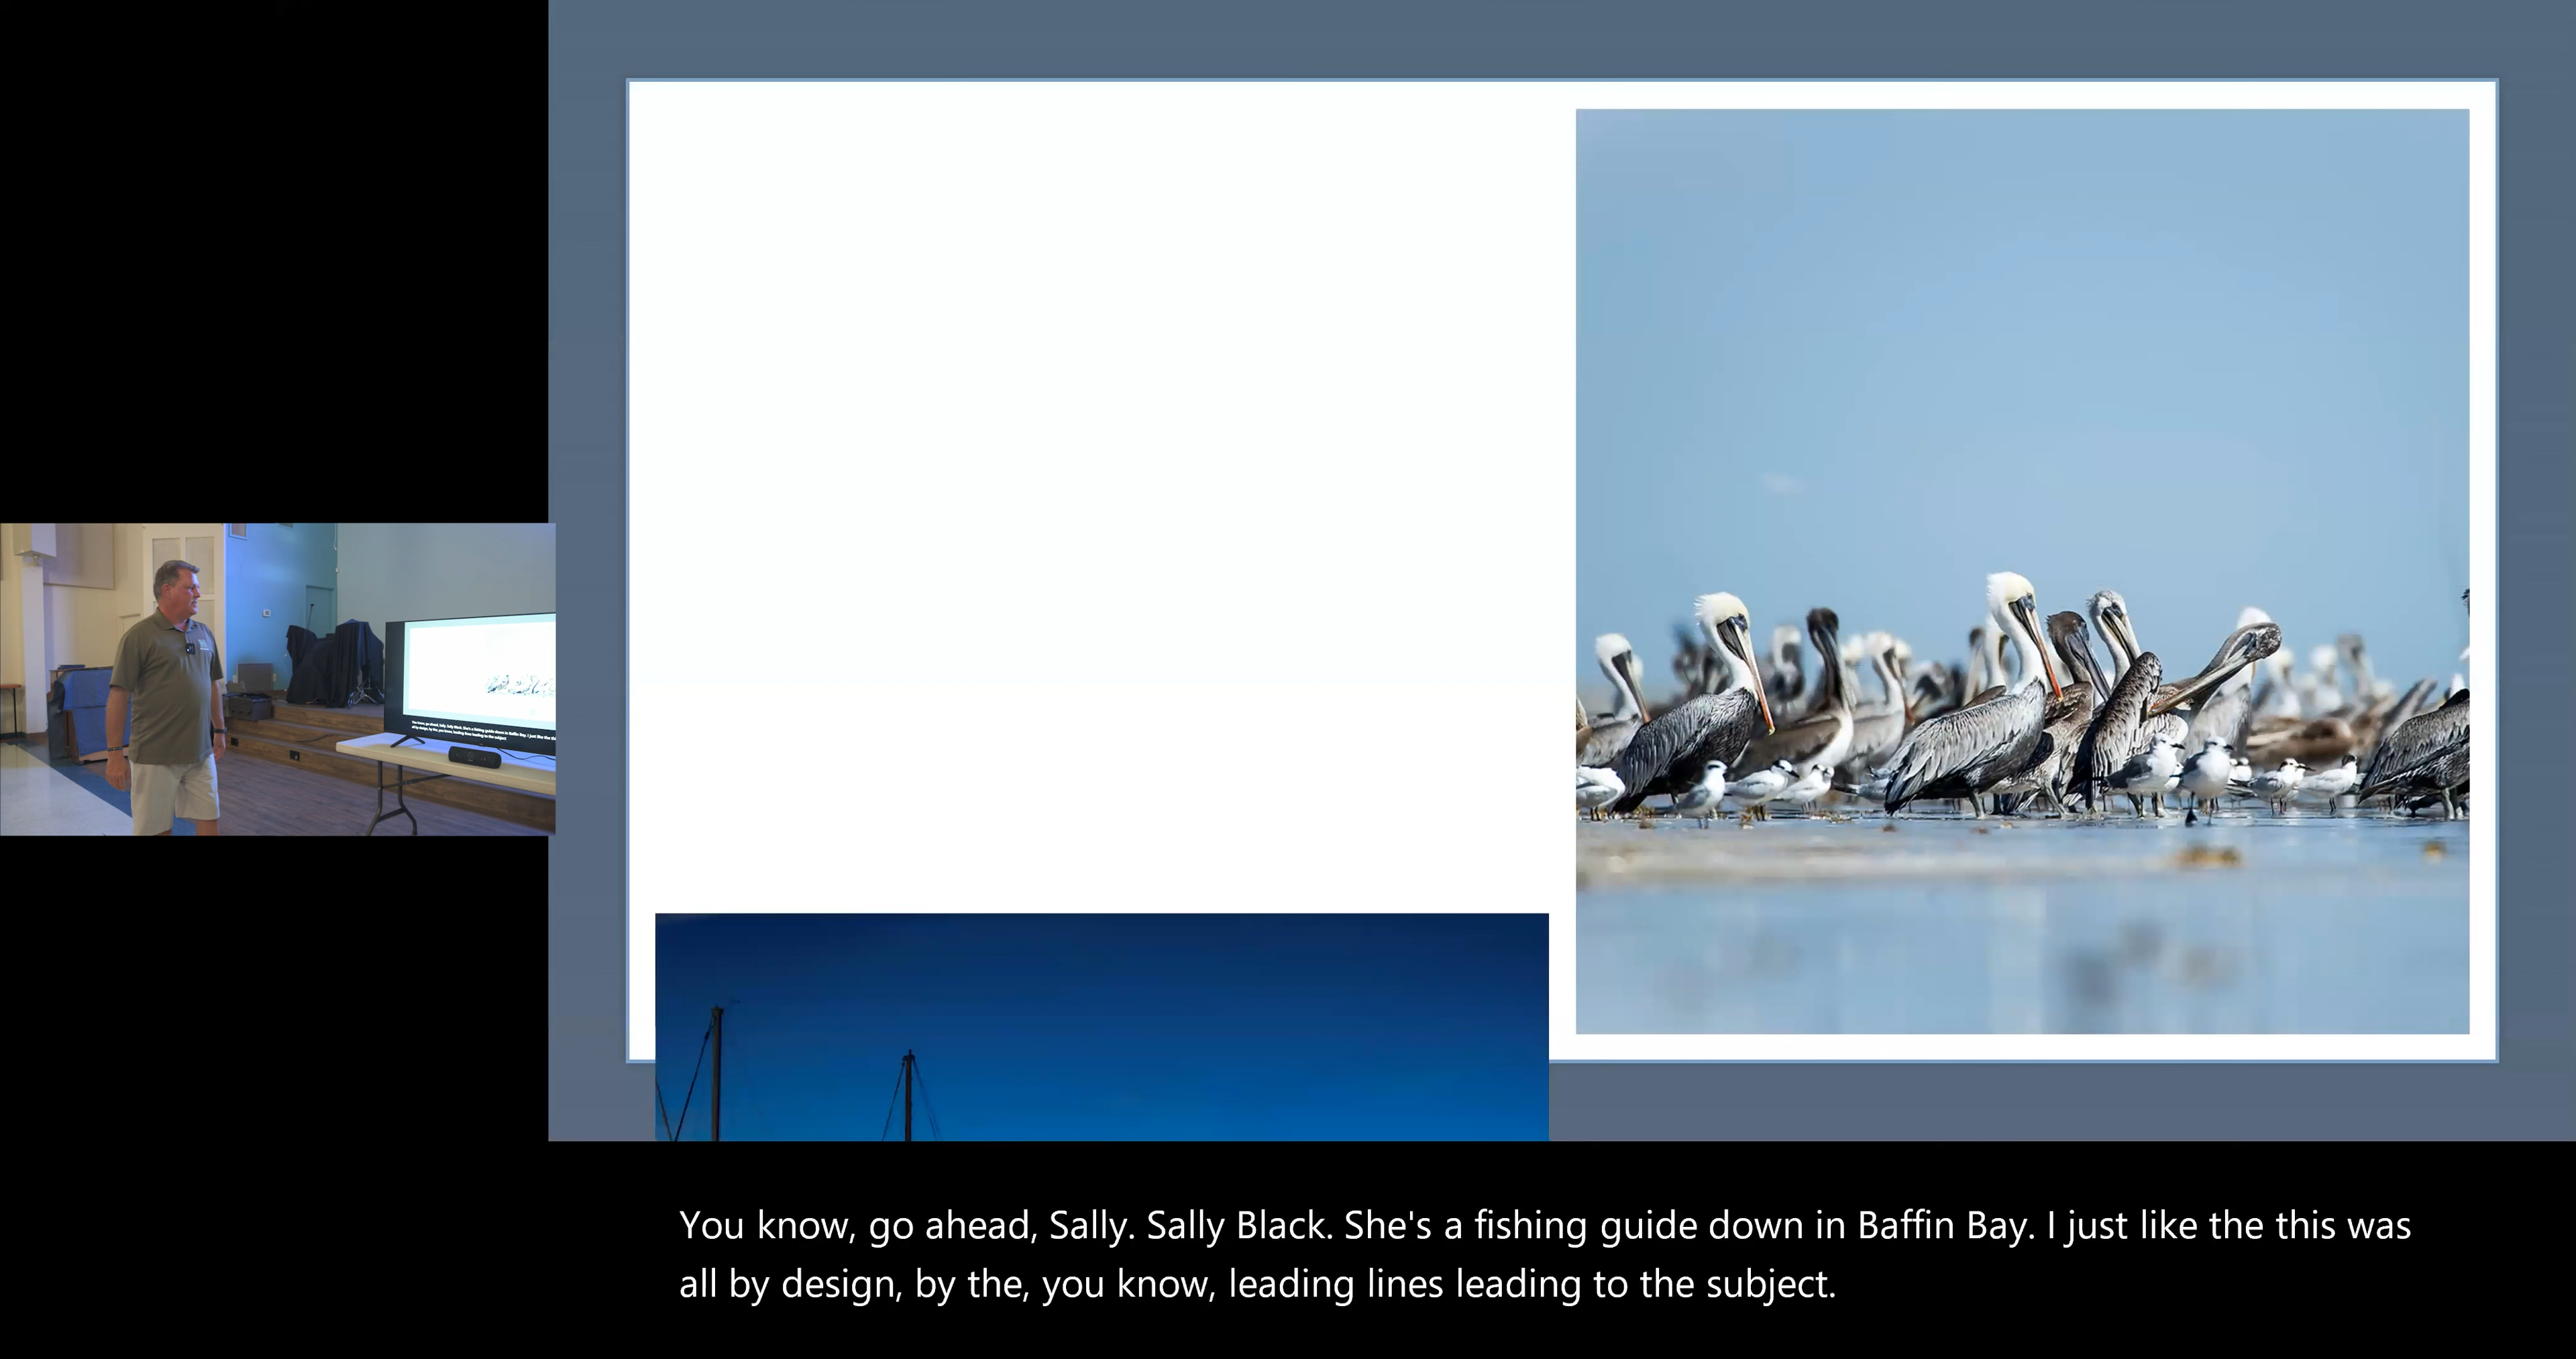 You know, go ahead, Sally. Sally Black. She's a fishing guide down in Baffin Bay. I just like the this was
all by design, by the, you know, leading lines leading to the subject.